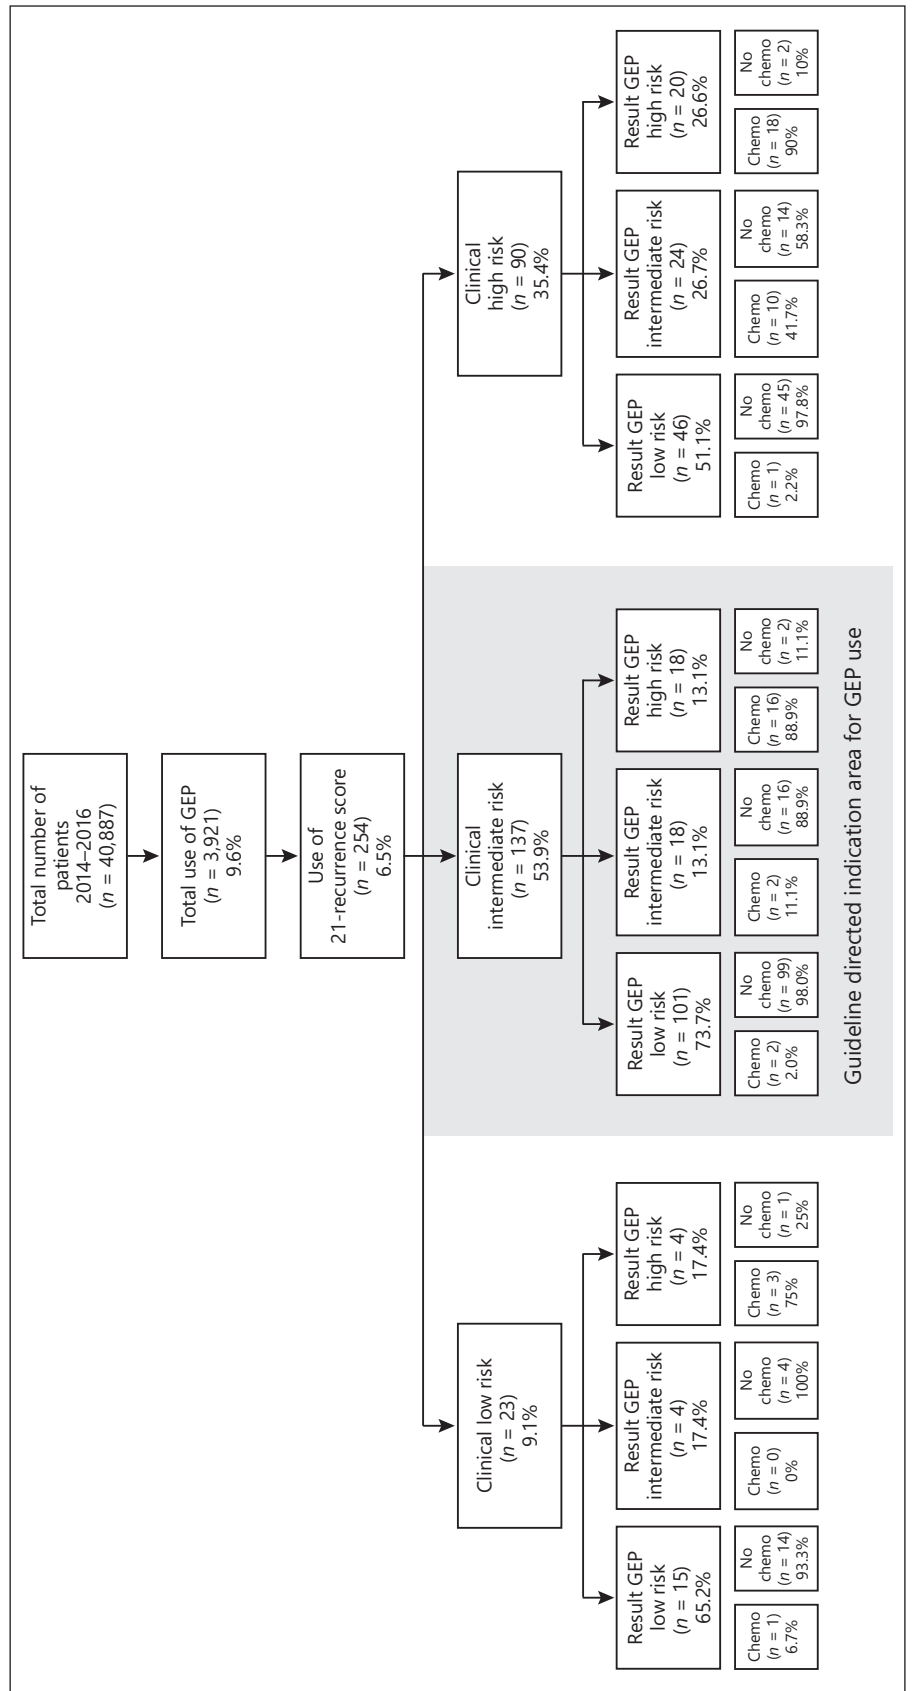 Total number of
patients
2014–2016
(n = 40,887)
Total use of GEP
(n = 3,921)
9.6%
Use of
21-recurrence score
(n = 254)
6.5%
Clinical low risk
(n = 23)
9.1%
Clinical
intermediate risk
(n = 137)
53.9%
Clinical
high risk
(n = 90)
35.4%
Result GEP
low risk
(n = 15)
65.2%
Result GEP
intermediate risk
(n = 4)
17.4%
Result GEP
high risk
(n = 4)
17.4%
Result GEP
low risk
(n = 101)
73.7%
Result GEP
intermediate risk
(n = 18)
13.1%
Result GEP
high risk
(n = 18)
13.1%
Result GEP
low risk
(n = 46)
51.1%
Result GEP
intermediate risk
(n = 24)
26.7%
Result GEP
high risk
(n = 20)
26.6%
Chemo
(n = 1)
6.7%
No
chemo
(n = 14)
93.3%
Chemo
(n = 0)
0%
No
chemo
(n = 4)
100%
Chemo
(n = 3)
75%
No
chemo
(n = 1)
25%
Chemo
(n = 2)
2.0%
No
chemo
(n = 99)
98.0%
Chemo
(n = 2)
11.1%
No
chemo
(n = 16)
88.9%
Chemo
(n = 16)
88.9%
No
chemo
(n = 2)
11.1%
Chemo
(n = 1)
2.2%
No
chemo
(n = 45)
97.8%
Chemo
(n = 10)
41.7%
No
chemo
(n = 14)
58.3%
Chemo
(n = 18)
90%
No
chemo
(n = 2)
10%
Guideline directed indication area for GEP use